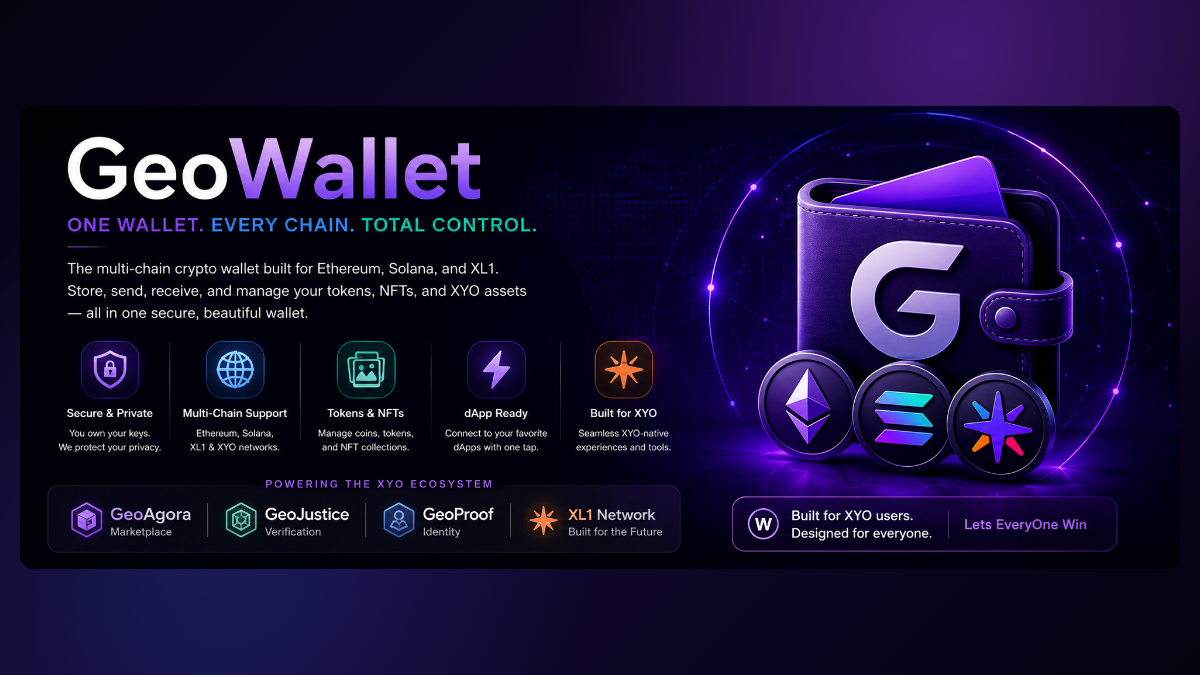 GeoWallet
ONE WALLET. EVERY CHAIN. TOTAL CONTROL.
The multi-chain crypto wallet built for Ethereum, Solana, and XL1.
Store, send, receive, and manage your tokens, NFTs, and XYO assets
— all in one secure, beautiful wallet.
Secure & Private
You own your keys.
We protect your privacy.
Multi-Chain Support
Ethereum, Solana,
XL1 & XYO networks.
Tokens & NFTs
Manage coins, tokens,
and NFT collections.
dApp Ready
Connect to your favorite
dApps with one tap.
Built for XYO
Seamless XYO-native
experiences and tools.
POWERING THE XYO ECOSYSTEM
GeoAgora
Marketplace
GeoJustice
Verification
GeoProof
Identity
XL1 Network
Built for the Future
G
W
Built for XYO users.
Designed for everyone.
Lets EveryOne Win